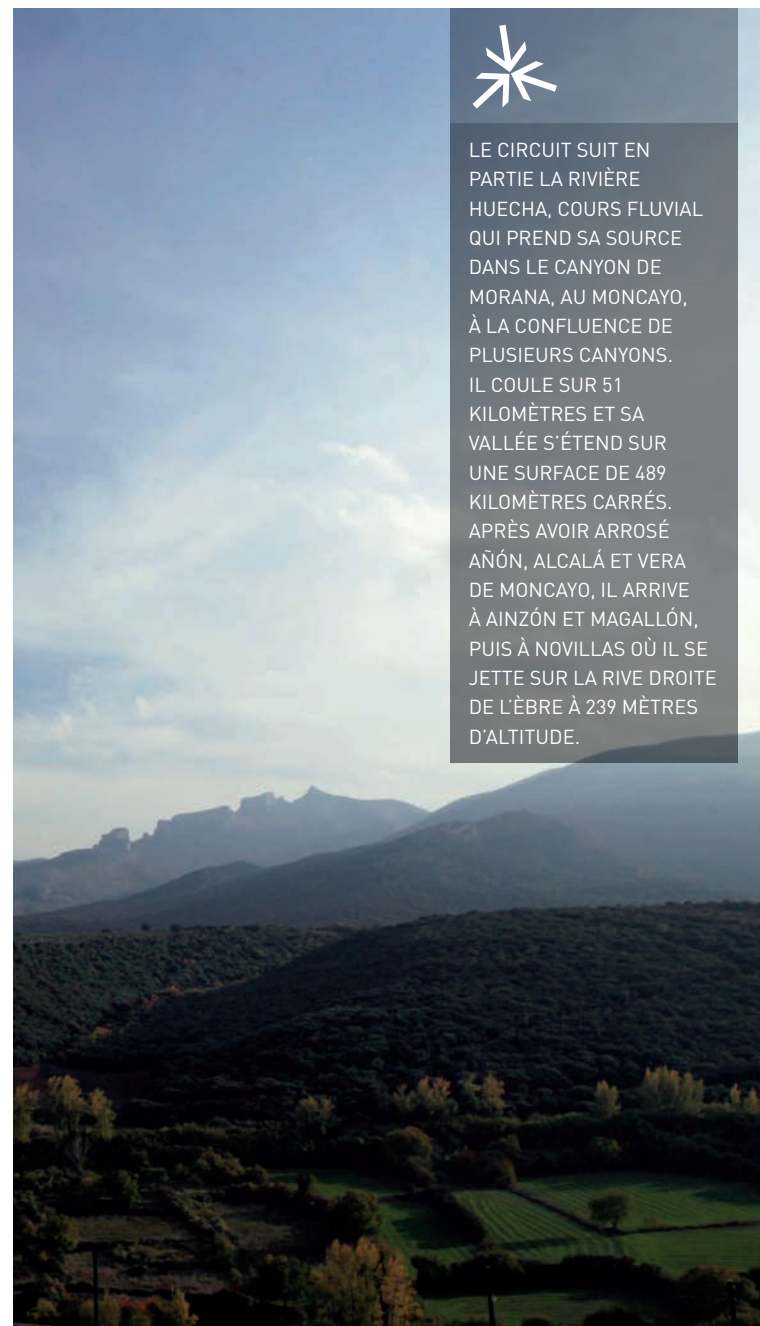 LE CIRCUIT SUIT EN
PARTIE LA RIVIÈRE
HUECHA, COURS FLUVIAL
QUI PREND SA SOURCE
DANS LE CANYON DE
MORANA, AU MONCAYO,
À LA CONFLUENCE DE
PLUSIEURS CANYONS.
IL COULE SUR 51
KILOMÈTRES ET SA
VALLÉE S’ÉTEND SUR
UNE SURFACE DE 489
KILOMÈTRES CARRÉS.
APRÈS AVOIR ARROSÉ
AÑÓN, ALCALÁ ET VERA
DE MONCAYO, IL ARRIVE
À AINZÓN ET MAGALLÓN,
PUIS À NOVILLAS OÙ IL SE
JETTE SUR LA RIVE DROITE
DE L’ÈBRE À 239 MÈTRES
D’ALTITUDE.